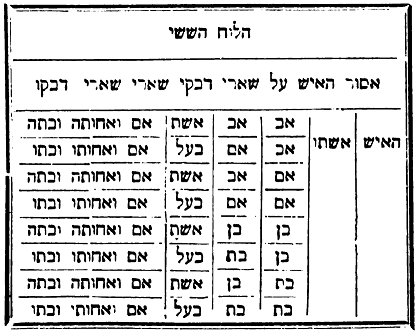 הלוח הששי
אסור האיש על שארי דבקי שארי שארי דבקו
האיש אשתו
אב אב אשת אם ואחותה ובתה
אב אם בעל אם ואחותו ובתו
אם אב אשת אם ואחותה ובתה
אם אם בעל אם ואחותו ובתו
בן בן אשת אם ואחותה ובתה
בן בת בעל אם ואחותו ובתו
בת בן אשת אם ואחותה ובתה
בת בת בעל אם ואחותו ובתו